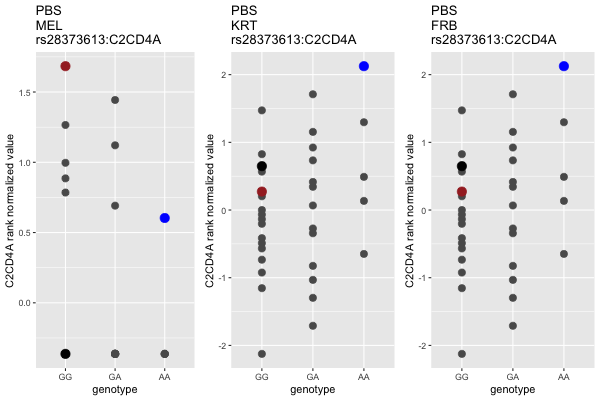 PBS
MEL
rs28373613:C2CD4A
C2CD4A rank normalized value
1.5
1.0
0.5
0.0
GG GA AA
genotype
PBS
KRT
rs28373613:C2CD4A
C2CD4A rank normalized value
2
1
0
-1
-2
GG GA AA
genotype
PBS
FRB
rs28373613:C2CD4A
C2CD4A rank normalized value
2
1
0
-1
-2
GG GA AA
genotype